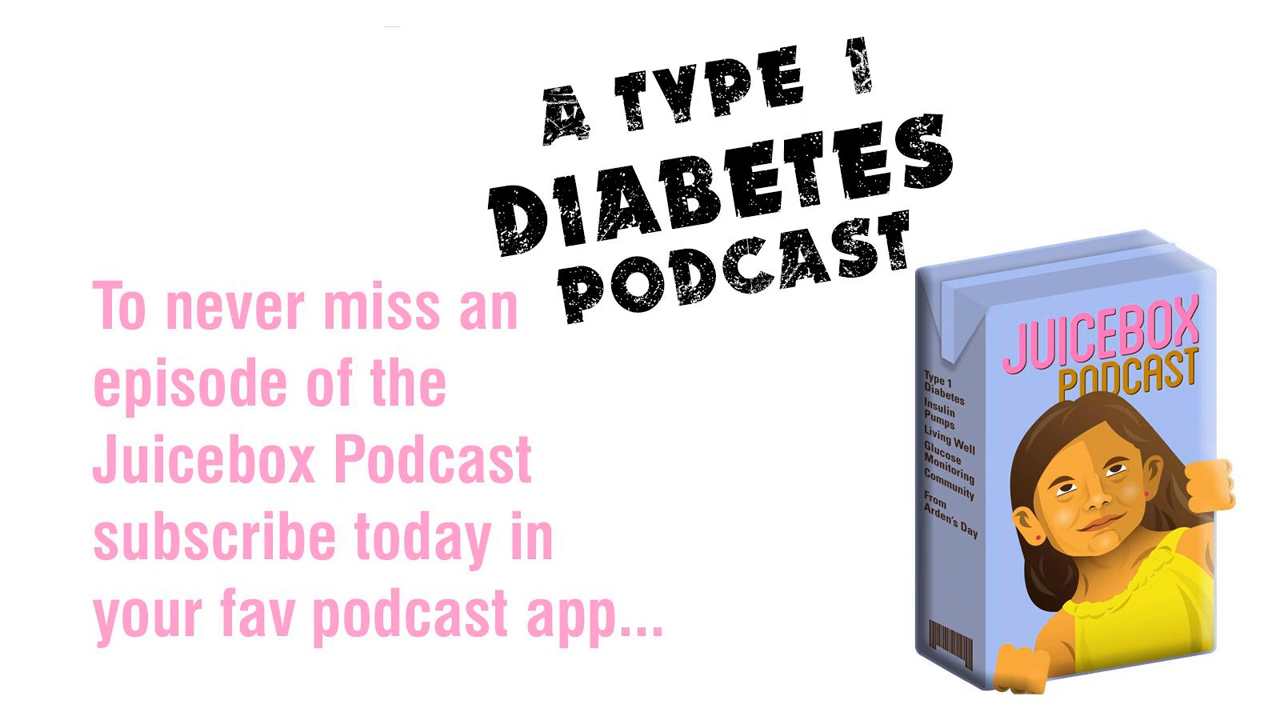 A TYPE 1
DIABETES
PODCAST
To never miss an
episode of the
Juicebox Podcast
subscribe today in
your fav podcast app...
JUICEBOX
PODCAST
Type 1
Diabetes
Insulin
Pumps
Living Well
Glucose
Monitoring
Community
From
Arden's Day